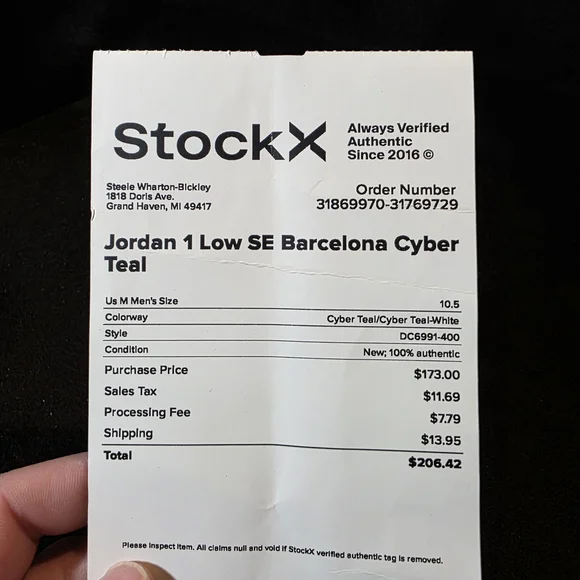 StockX
Always Verified
Authentic
Since 2016 ©
Steele Wharton-Bickley
1818 Doris Ave.
Grand Haven, MI 49417
Order Number
31869970-31769729
Jordan 1 Low SE Barcelona Cyber
Teal
Us M Men's Size 10.5
Colorway Cyber Teal/Cyber Teal-White
Style DC6991-400
Condition New; 100% authentic
Purchase Price $173.00
Sales Tax $11.69
Processing Fee $7.79
Shipping $13.95
Total $206.42
Please inspect item. All claims null and void if StockX verified authentic tag is removed.